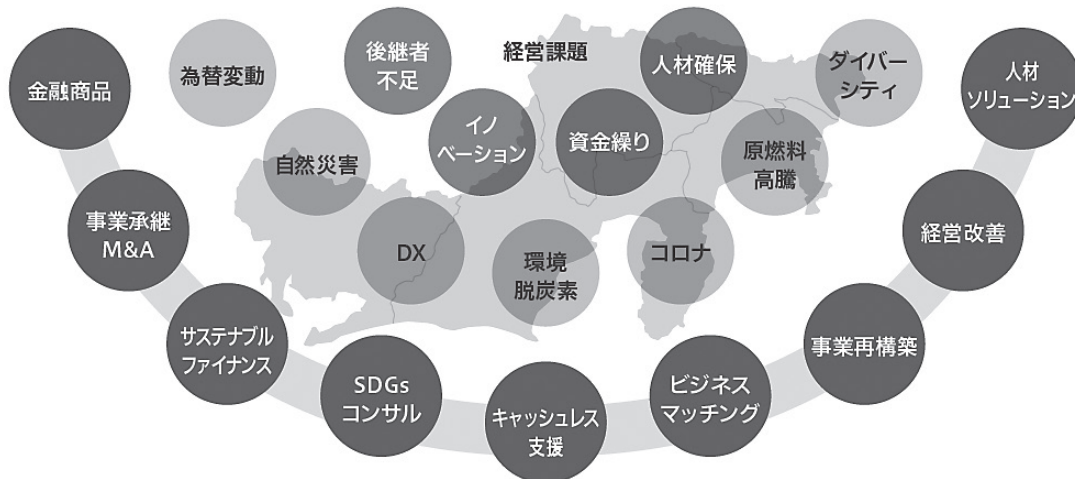 金融商品
為替変動
後継者
不足
経営課題
人材確保
ダイバー
シティ
人材
ソリューション
自然災害
イノ
ベーション
資金繰り
原燃料
高騰
事業承継
M&A
DX
環境
脱炭素
コロナ
経営改善
サステナブル
ファイナンス
SDGs
コンサル
キャッシュレス
支援
ビジネス
マッチング
事業再構築